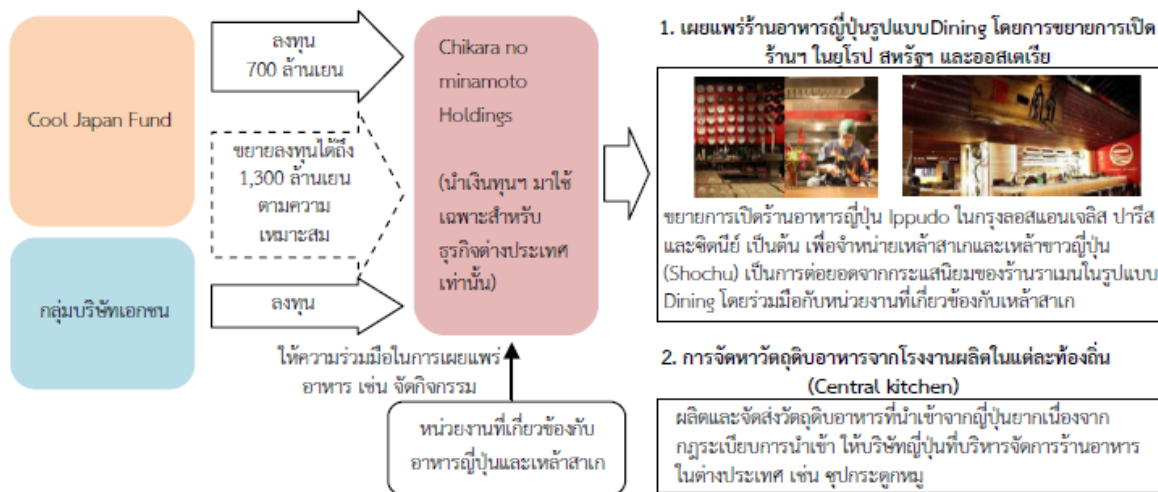 Cool Japan Fund
กลุ่มบริษัทเอกชน
ลงทุน
700 ล้านเยน
ขยายลงทุนได้ถึง
1,300 ล้านเยน
ตามความ
เหมาะสม
ลงทุน
Chikara no
minamoto
Holdings
(นำเงินทุนฯ มาใช้
เฉพาะสำหรับ
ธุรกิจต่างประเทศ
เท่านั้น)
ให้ความร่วมมือในการเผยแพร่
อาหาร เช่น จัดกิจกรรม
หน่วยงานที่เกี่ยวข้องกับ
อาหารญี่ปุ่นและเหล้าสาเก
1. เผยแพร่ร้านอาหารญี่ปุ่นรูปแบบDining โดยการขยายการเปิด
ร้านฯ ในยุโรป สหรัฐฯ และออสเตเรีย
ขยายการเปิดร้านอาหารญี่ปุ่น Ippudo ในกรุงลอสแอนเจลิส ปารีส
และซิดนีย์ เป็นต้น เพื่อจำหน่ายเหล้าสาเกและเหล้าขาวญี่ปุ่น
(Shochu) เป็นการต่อยอดจากกระแสนิยมของร้านราเมนในรูปแบบ
Dining โดยร่วมมือกับหน่วยงานที่เกี่ยวข้องกับเหล้าสาเก
2. การจัดหาวัตถุดิบอาหารจากโรงงานผลิตในแต่ละท้องถิ่น
(Central kitchen)
ผลิตและจัดส่งวัตถุดิบอาหารที่นำเข้าจากญี่ปุ่นยากเนื่องจาก
กฎระเบียบการนำเข้า ให้บริษัทญี่ปุ่นที่บริหารจัดการร้านอาหาร
ในต่างประเทศ เช่น ซุปกระดูกหมู